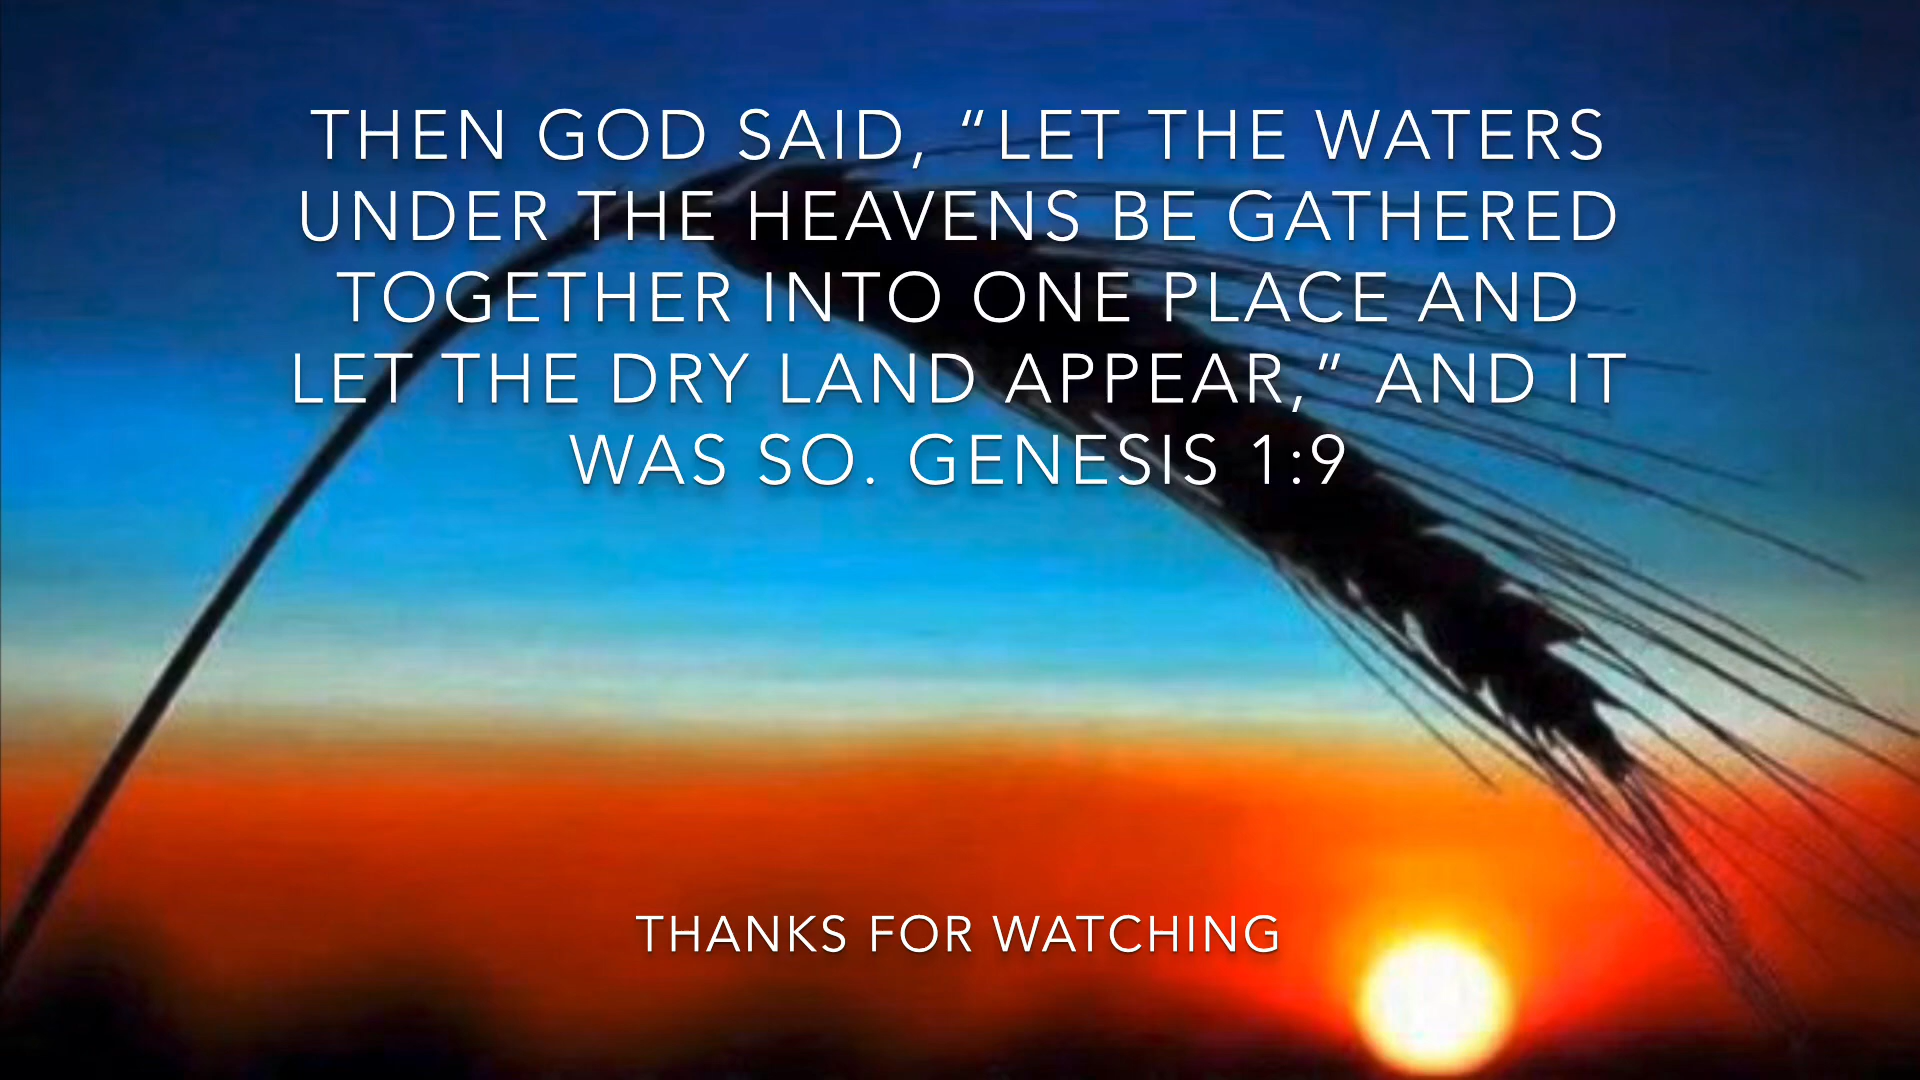 THEN GOD SAID, “LET THE WATERS
UNDER THE HEAVENS BE GATHERED
TOGETHER INTO ONE PLACE AND
LET THE DRY LAND APPEAR,” AND IT
WAS SO. GENESIS 1:9
THANKS FOR WATCHING